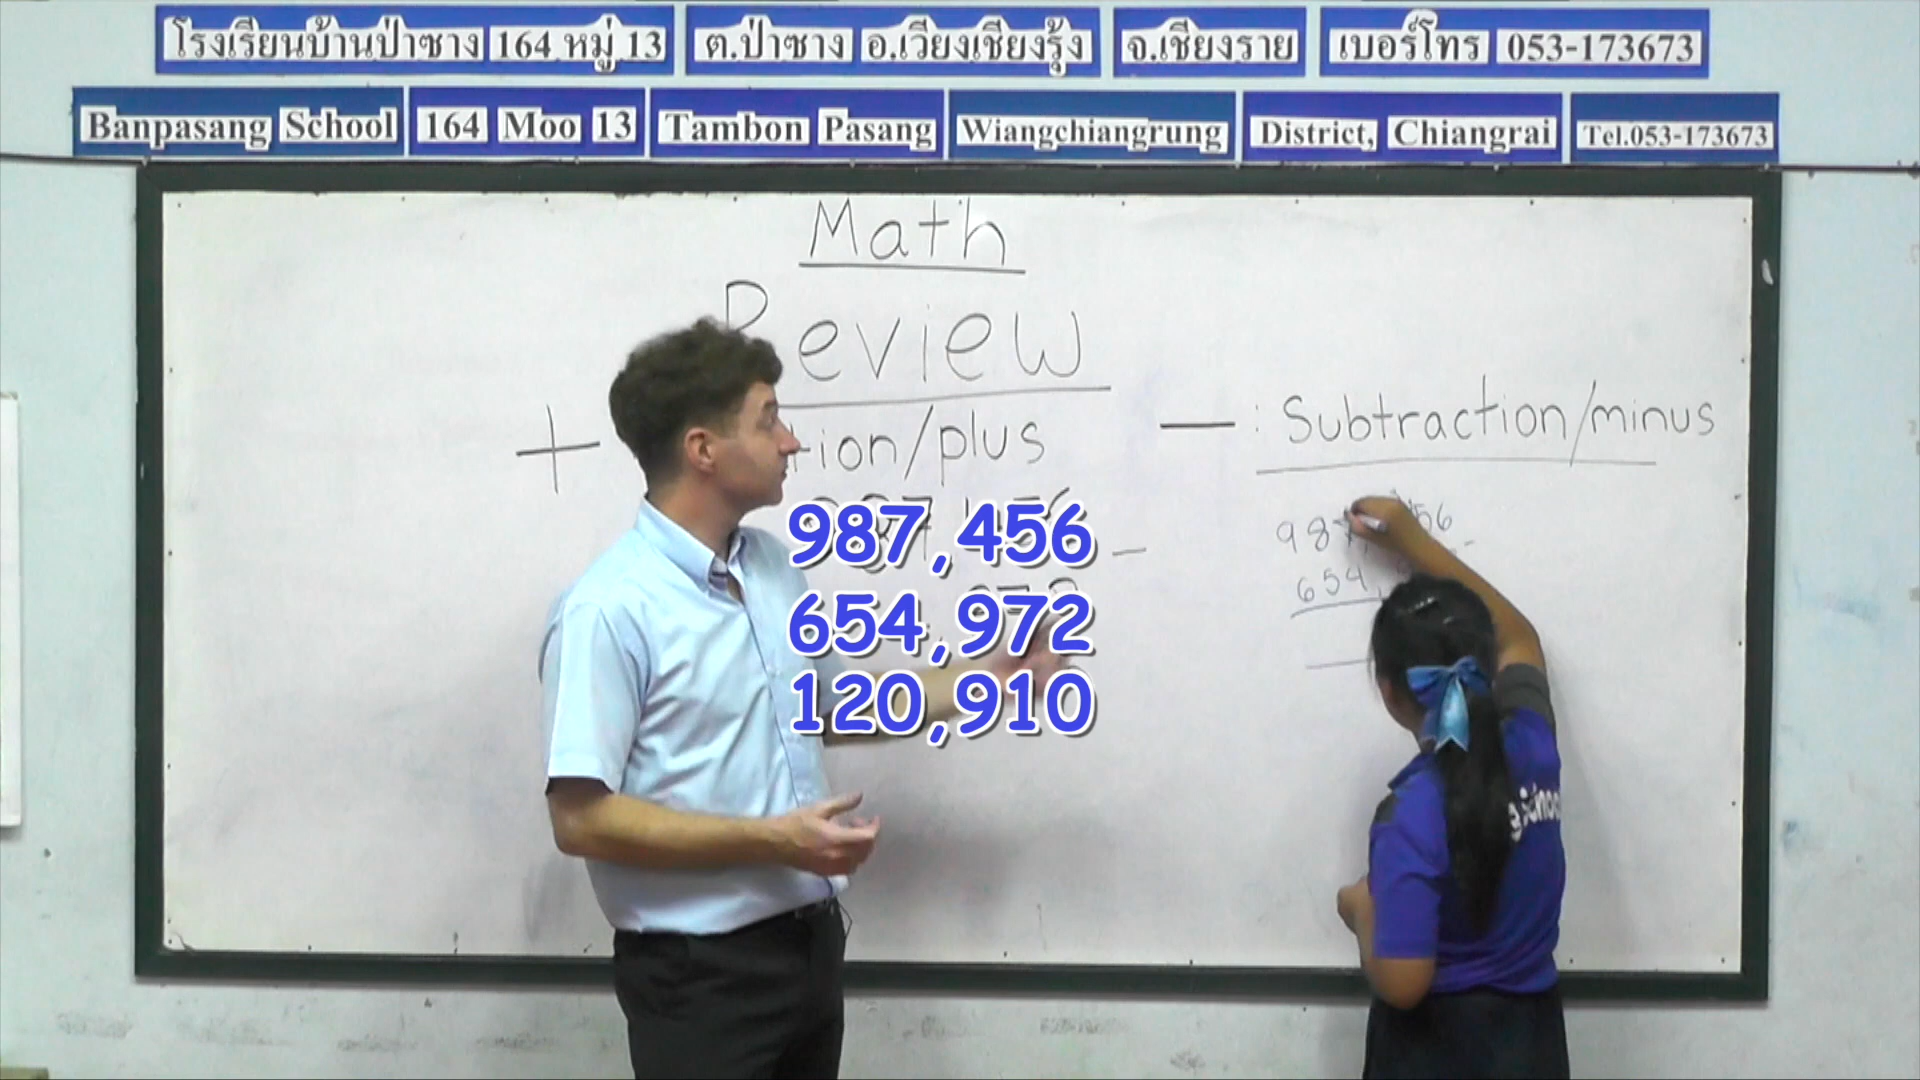 โรงเรียนบ้านป่าซาง 164 หมู่ 13 ต.ป่าซาง อ.เวียงเชียงรุ้ง จ.เชียงราย เบอร์โทร 053-173673
Banpasang School 164 Moo 13 Tambon Pasang Wiangchiangrung District, Chiangrai Tel.053-173673
Math
Review
+ tion/plus
— : Subtraction/minus
987,456
654,972
120,910